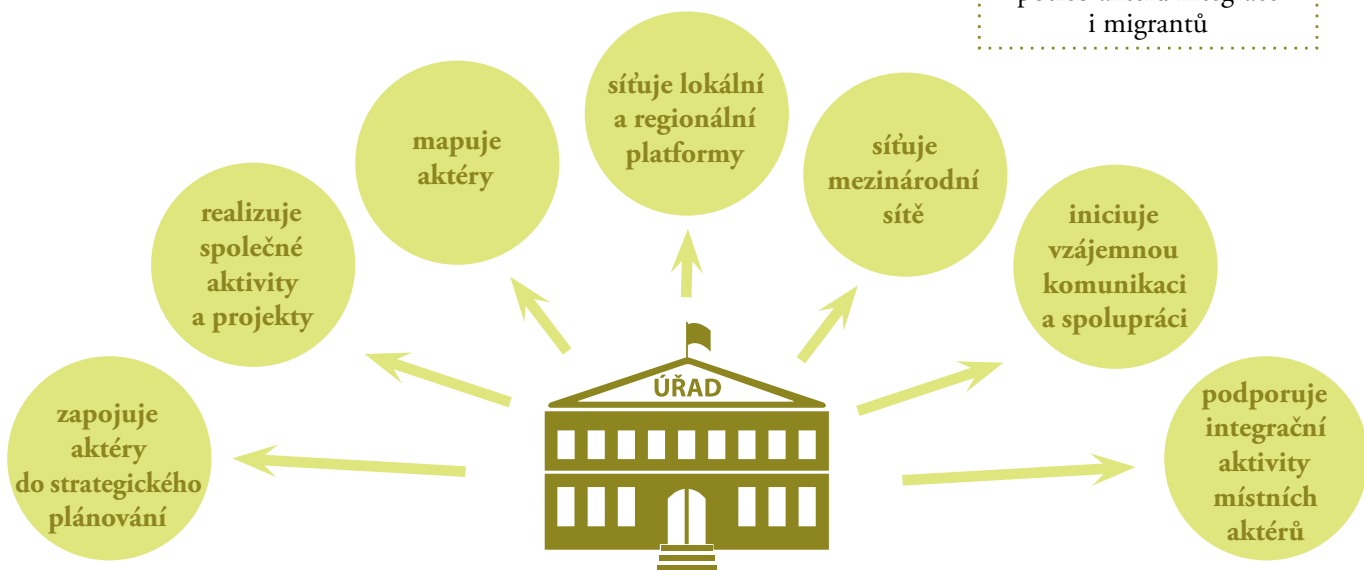 i migrantů
síťuje lokální
a regionální
platformy
mapuje
aktéry
síťuje
mezinárodní
sítě
realizuje
společné
aktivity
a projekty
iniciuje
vzájemnou
komunikaci
a spolupráci
ÚŘAD
zapojuje
aktéry
do strategického
plánování
podporuje
integrační
aktivity
místních
aktérů